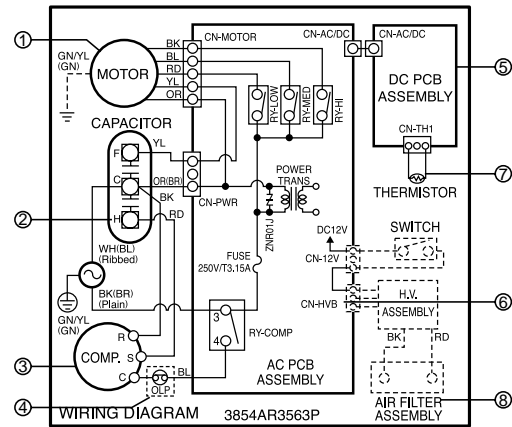 1
GN/YL
(GN)
MOTOR
BK
BL
RD
YL
OR
CN-MOTOR
CN-AC/DC
CN-AC/DC
RY-LOW
RY-MED
RY-HI
DC PCB
ASSEMBLY
5
CN-TH1
THERMISTOR
7
CAPACITOR
F
YL
C
OR(BR)
BK
H
RD
2
CN-PWR
POWER
TRANS
ZNR01J
WH(BL)
(Ribbed)
BK(BR)
(Plain)
FUSE
250V/T3.15A
DC12V
CN-12V
SWITCH
CN-HVB
H.V.
ASSEMBLY
6
GN/YL
(GN)
3
4
RY-COMP
BK
RD
R
S
C
COMP.
3
OLP
BL
4
AC PCB
ASSEMBLY
AIR FILTER
ASSEMBLY
8
WIRING DIAGRAM
3854AR3563P